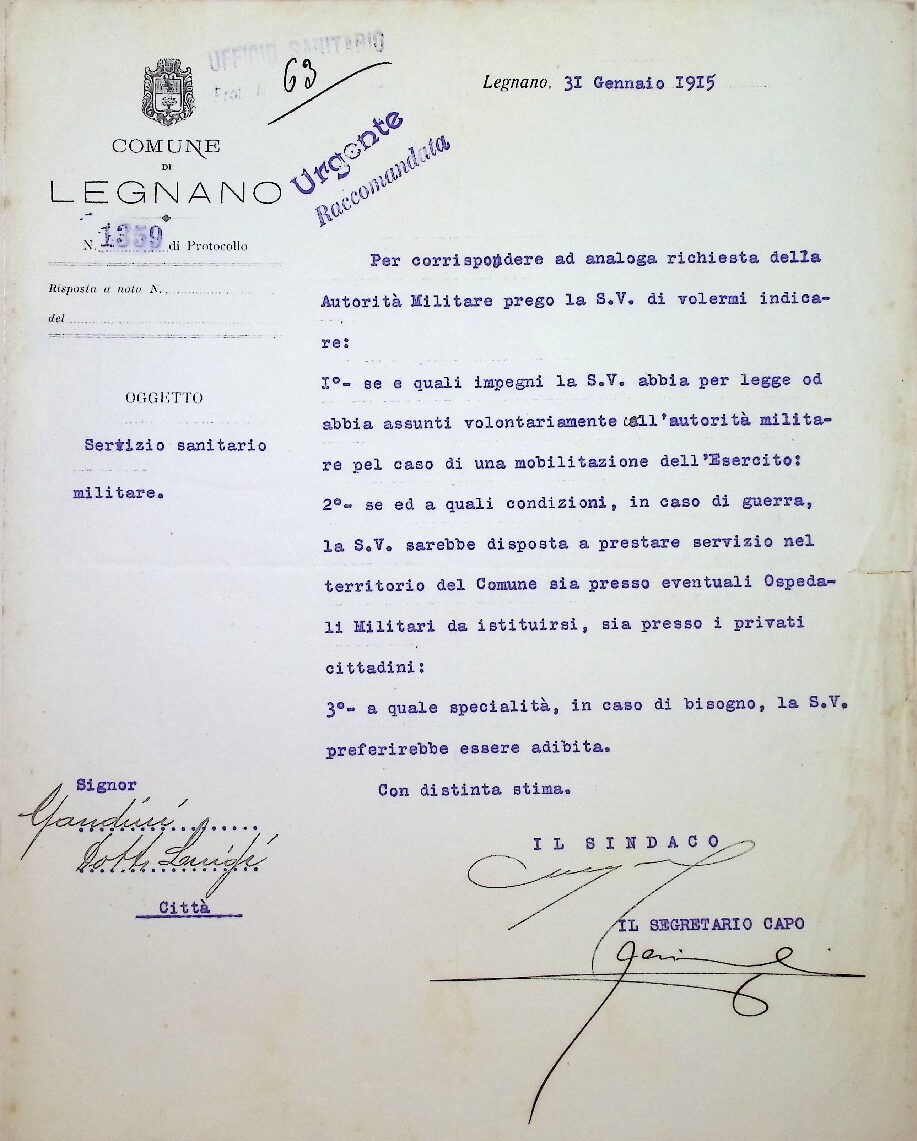 UFFICIO SANITARIO
Prot. N. 63
Legnano, 31 Gennaio 1915
COMUNE
DI
LEGNANO
Urgente
Raccomandata
N. 1359 di Protocollo
Risposta a nota N.
del
OGGETTO
Servizio sanitario
militare.
Per corrispondere ad analoga richiesta della
Autorità Militare prego la S.V. di volermi indica-
re:
I°- se e quali impegni la S.V. abbia per legge od
abbia assunti volontariamente coll'autorità milita-
re pel caso di una mobilitazione dell'Esercito:
2°- se ed a quali condizioni, in caso di guerra,
la S.V. sarebbe disposta a prestare servizio nel
territorio del Comune sia presso eventuali Ospeda-
li Militari da istituirsi, sia presso i privati
cittadini:
3°- a quale specialità, in caso di bisogno, la S.V.
preferirebbe essere adibita.
Con distinta stima.
Signor
Gandini
Dott. Luigi
Città
IL SINDACO
IL SEGRETARIO CAPO